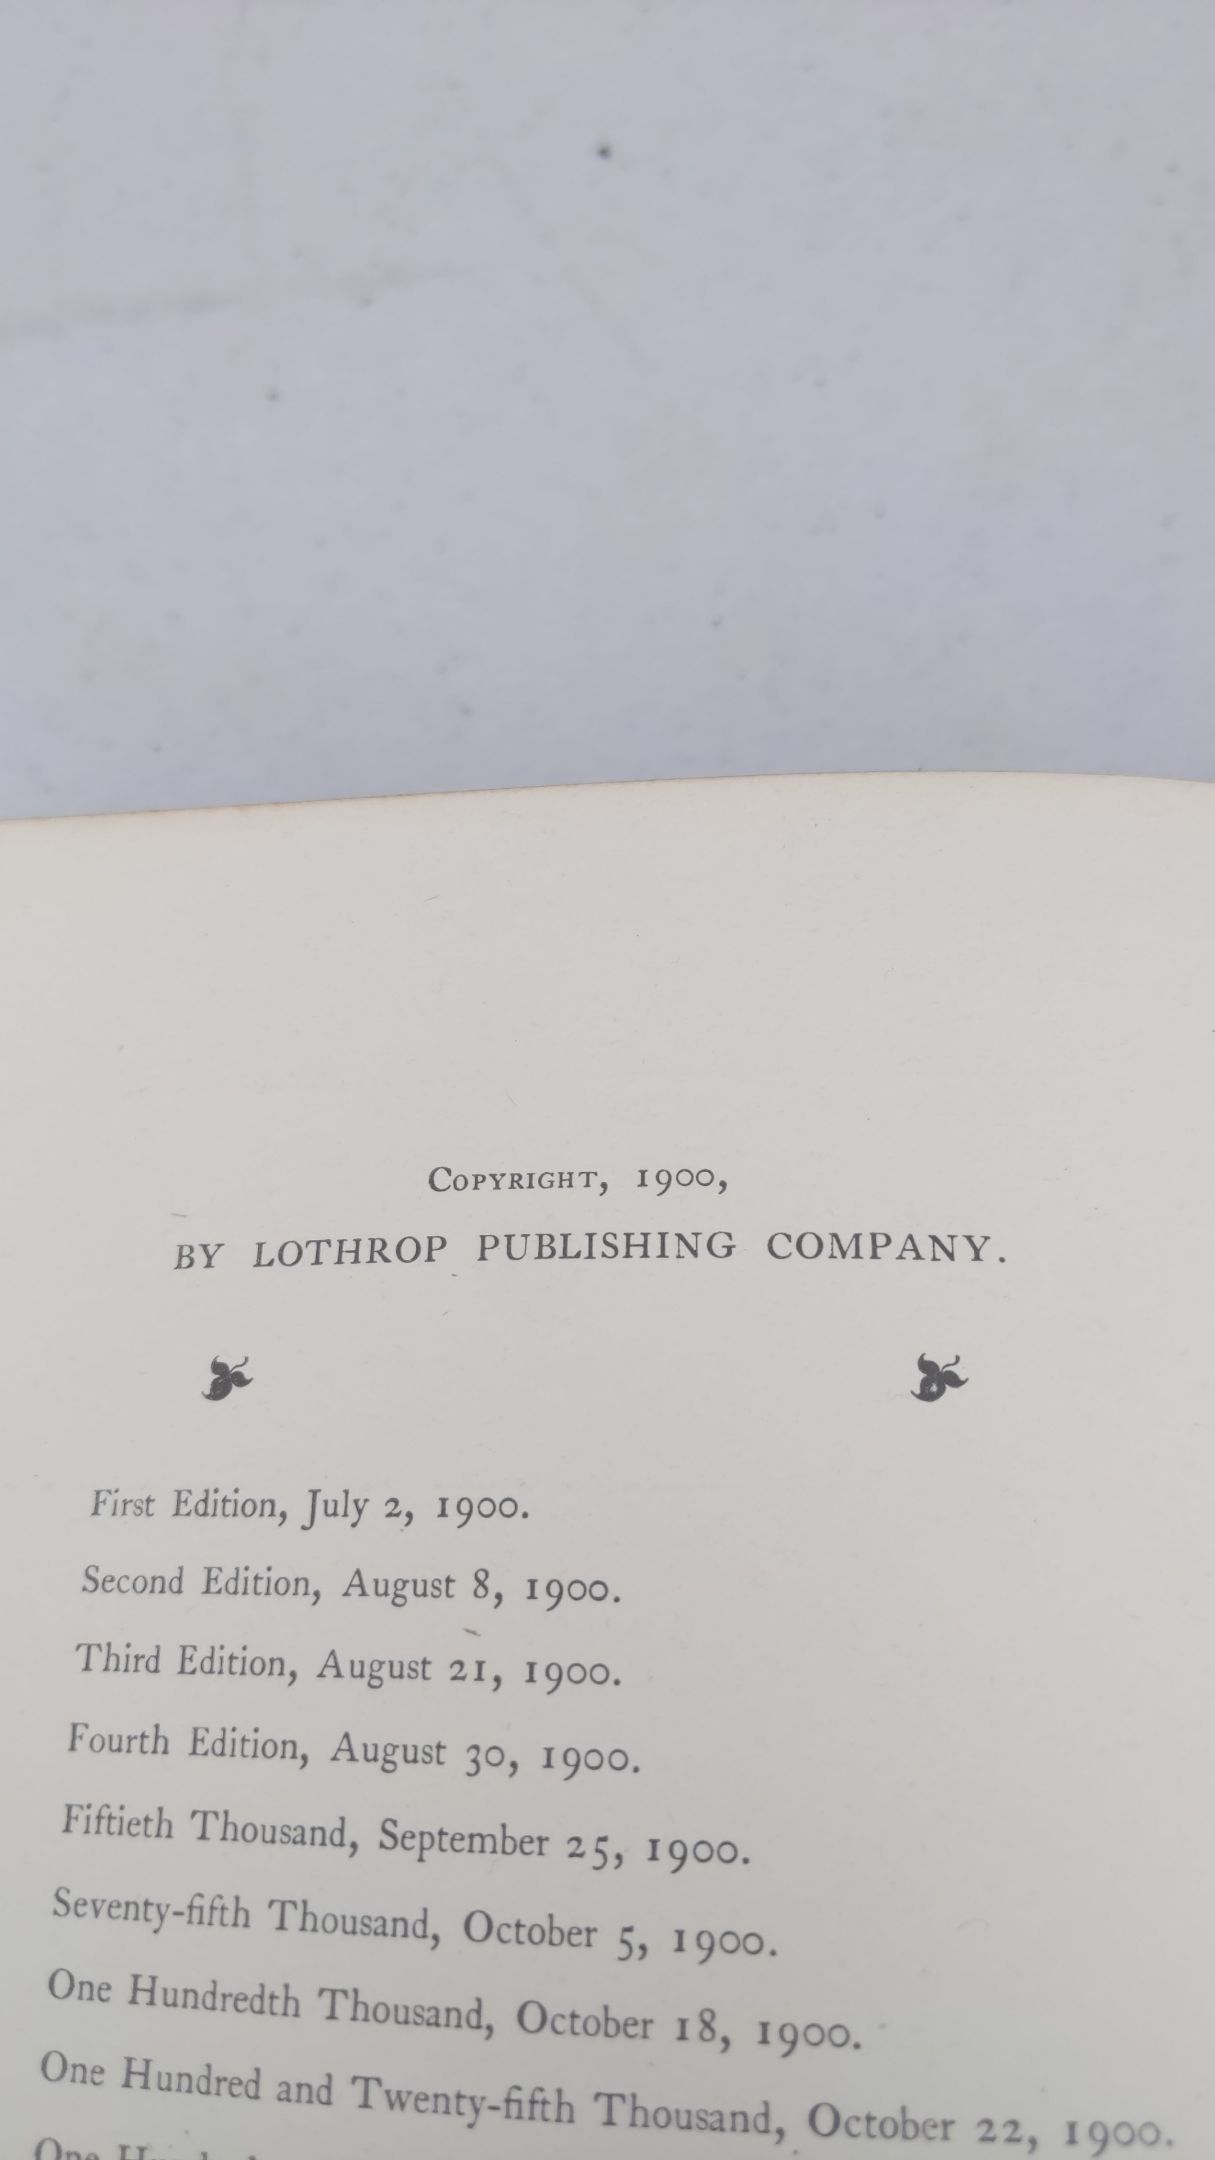 Copyright, 1900,
BY LOTHROP PUBLISHING COMPANY.
First Edition, July 2, 1900.
Second Edition, August 8, 1900.
Third Edition, August 21, 1900.
Fourth Edition, August 30, 1900.
Fiftieth Thousand, September 25, 1900.
Seventy-fifth Thousand, October 5, 1900.
One Hundredth Thousand, October 18, 1900.
One Hundred and Twenty-fifth Thousand, October 22, 1900.
One